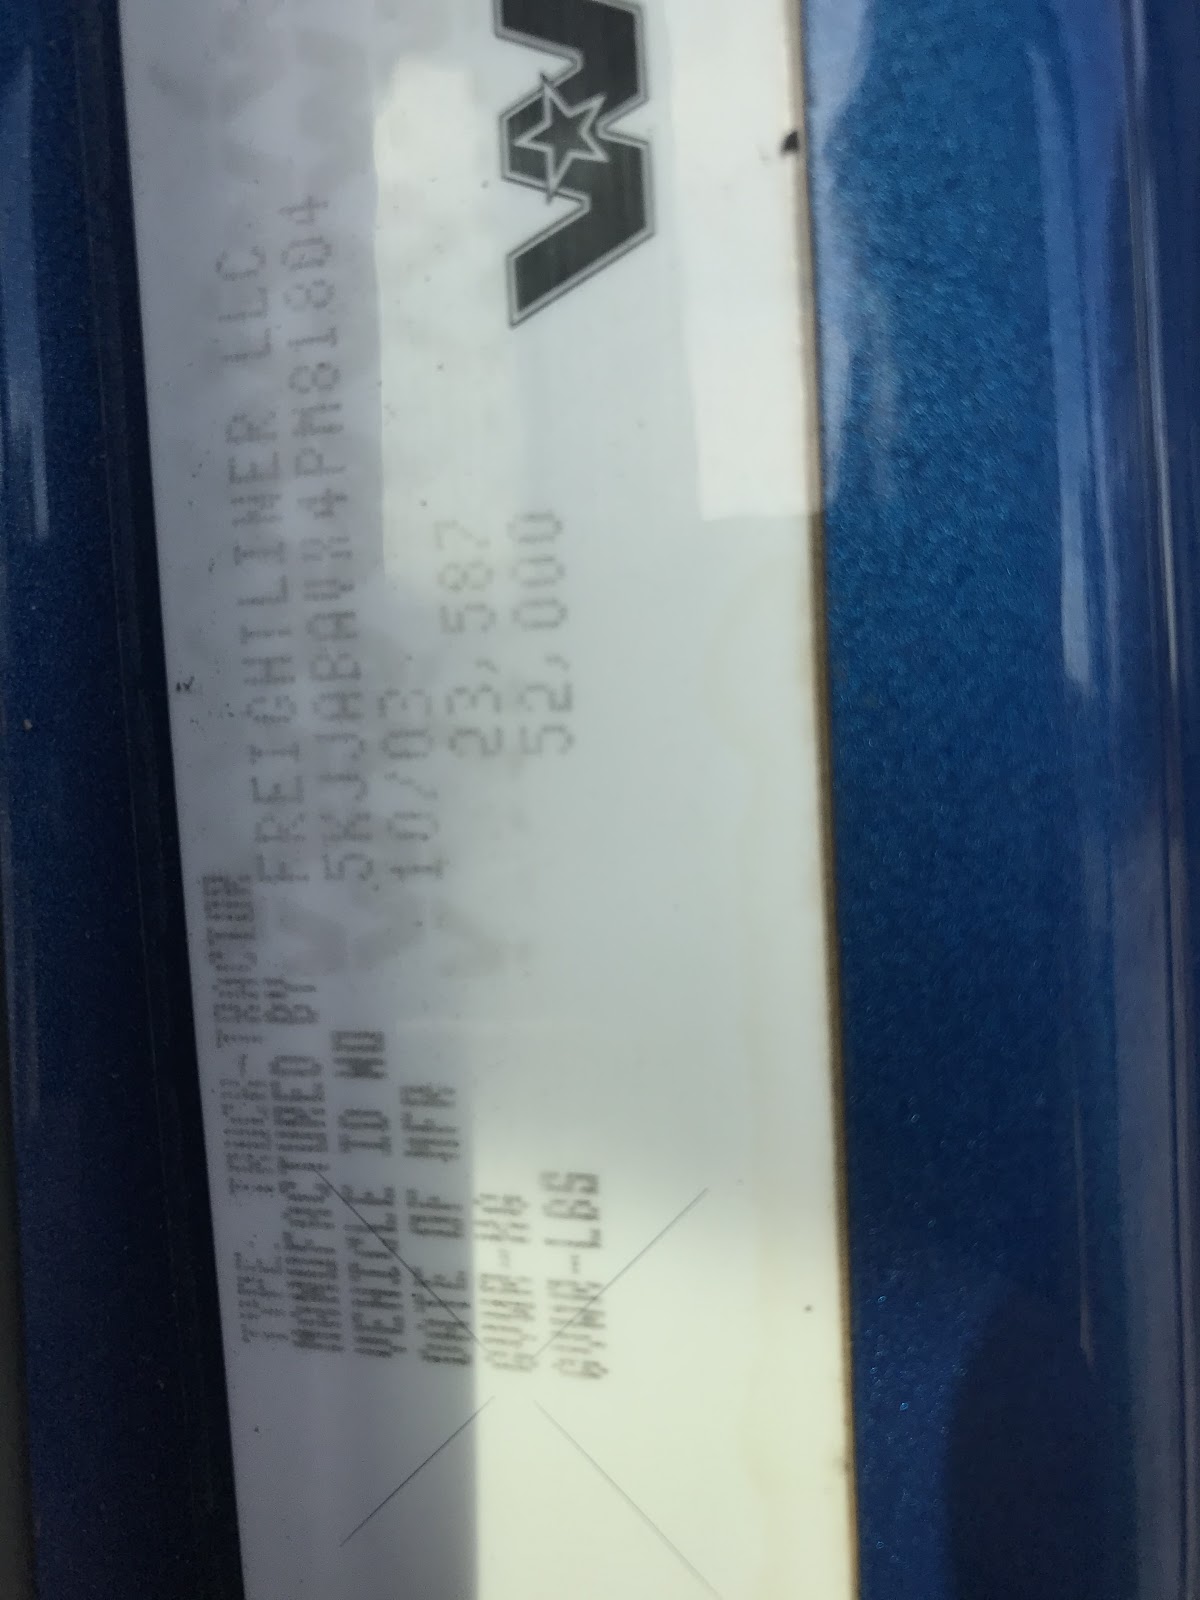 TYPE: TRUCK-TRACTOR
MANUFACTURED BY FREIGHTLINER LLC
VEHICLE ID NO 5KJJABAVX4PM81804
DATE OF MFR 10/03
GVWR-KG 23,587
GVWR-LBS 52,000